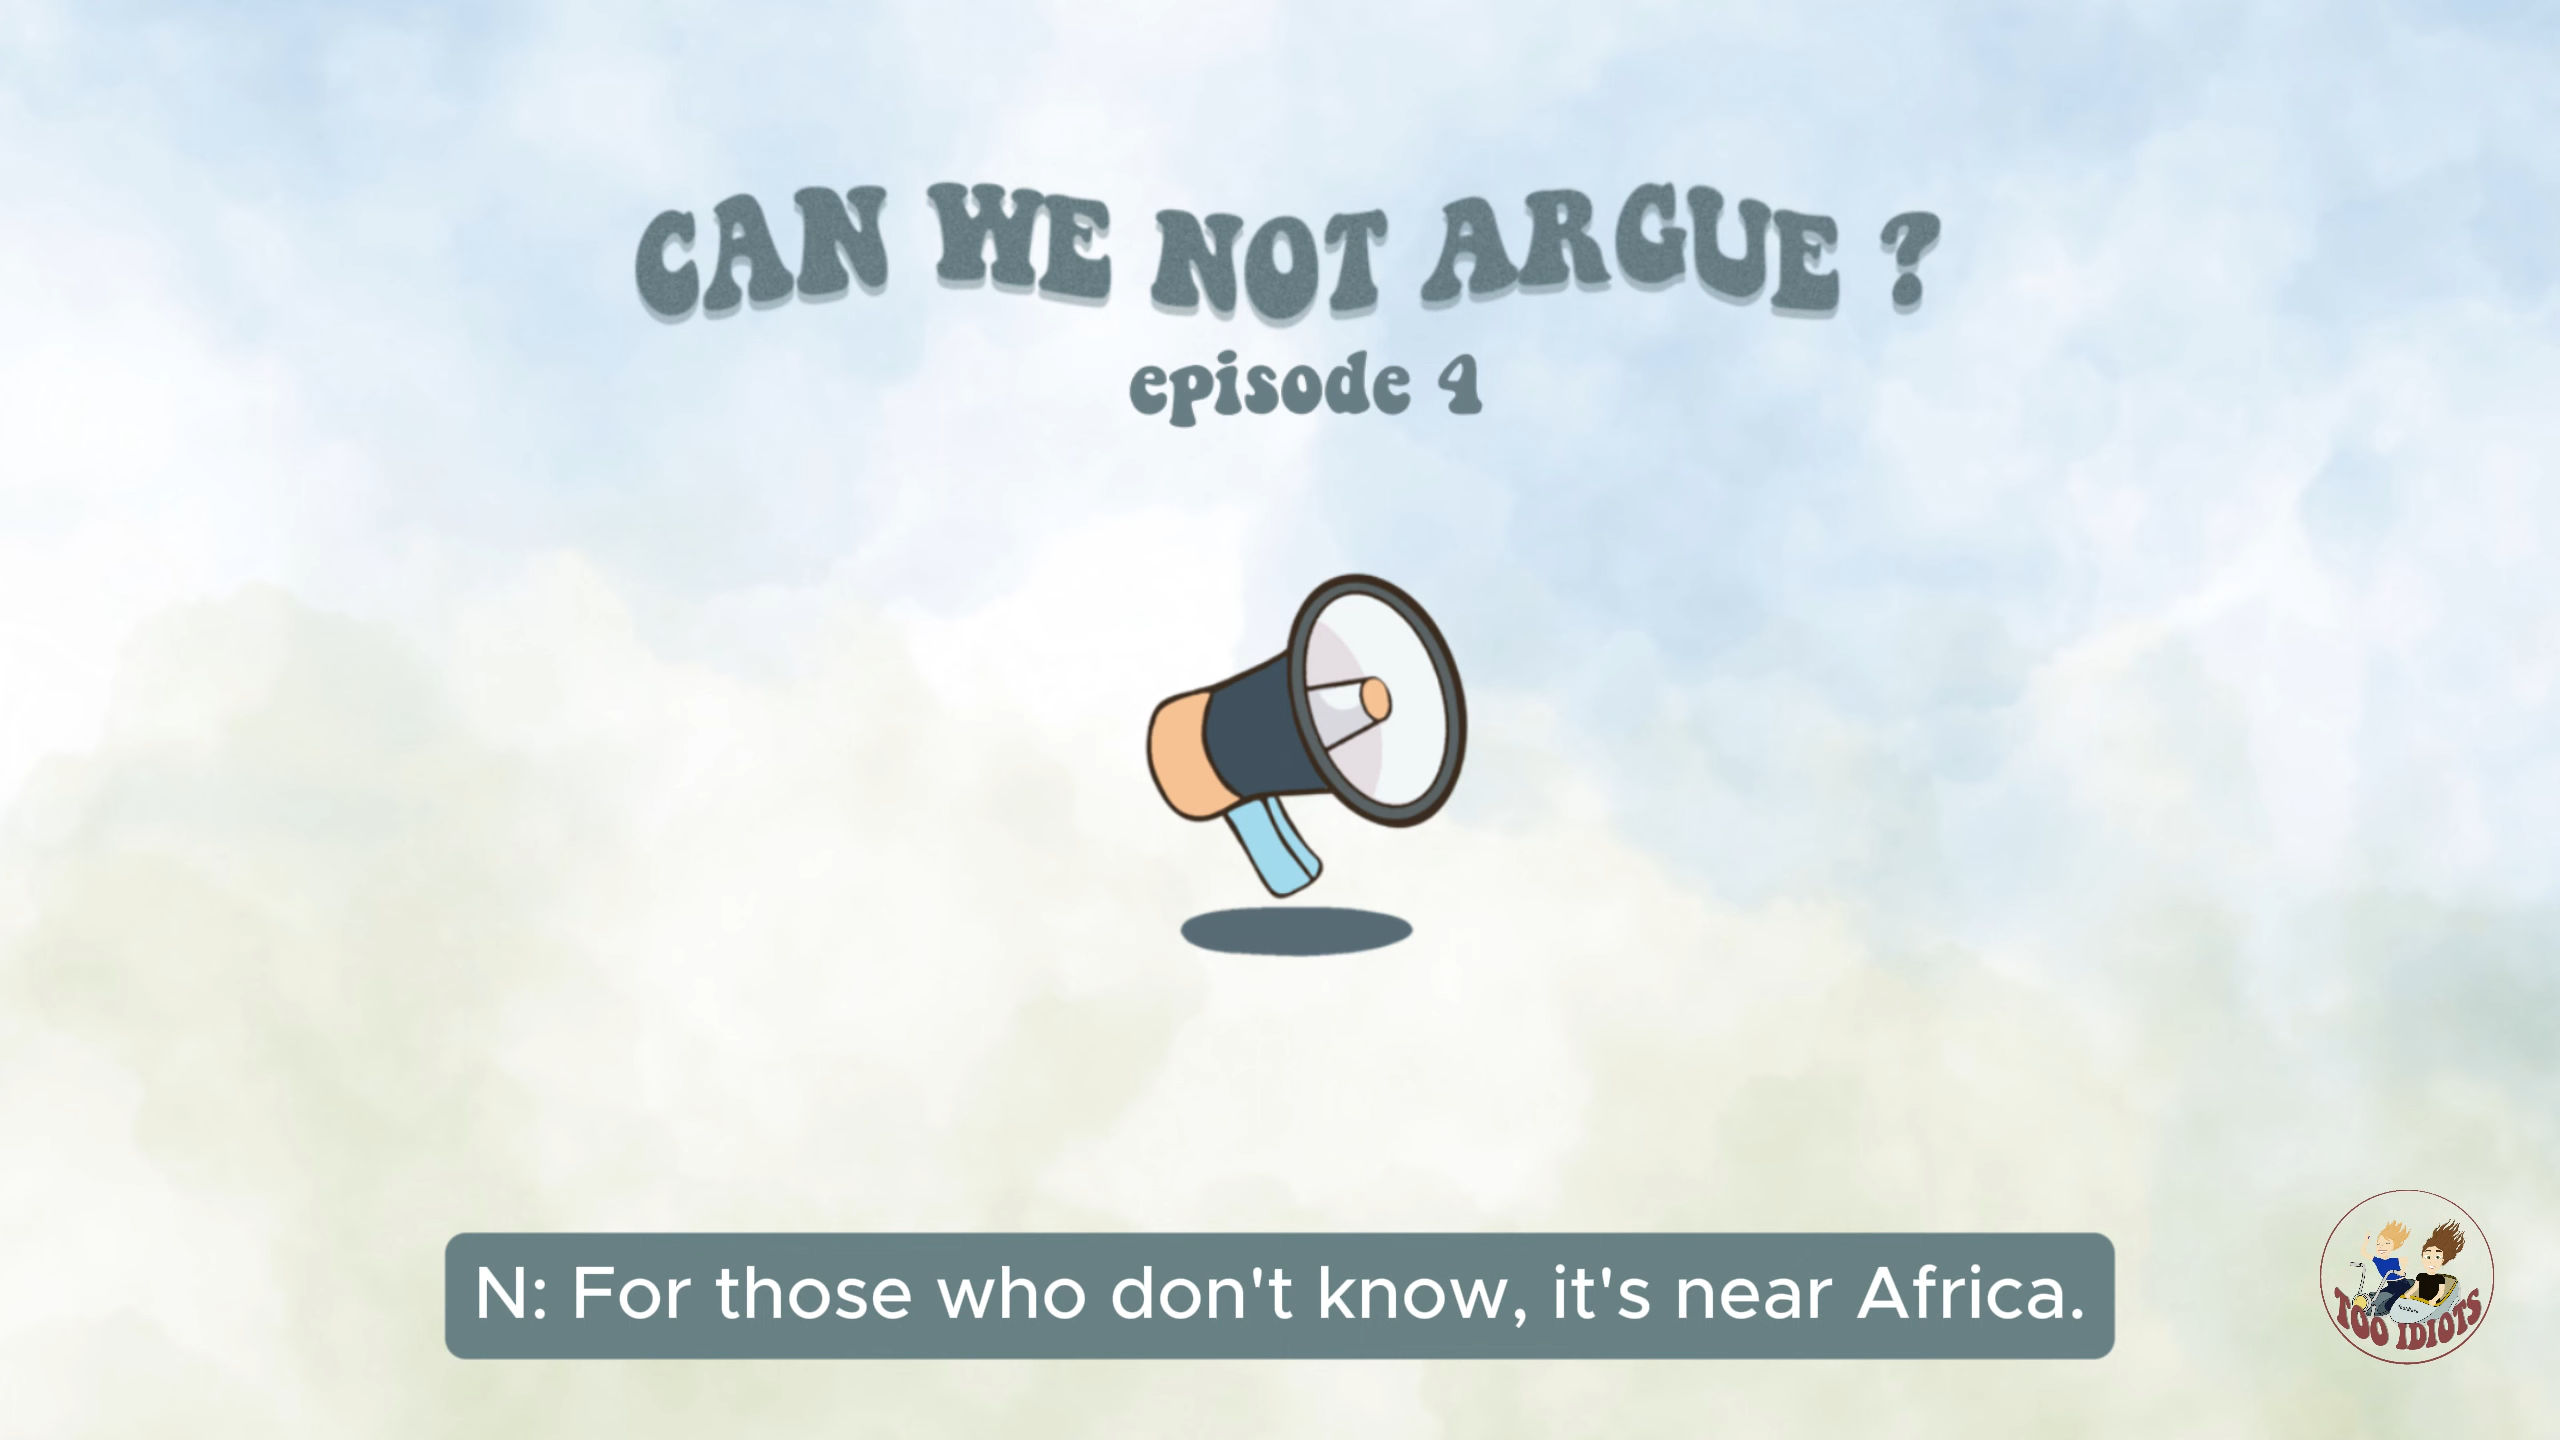 CAN WE NOT ARGUE ?
episode 4
N: For those who don't know, it's near Africa.
TOO IDIOTS